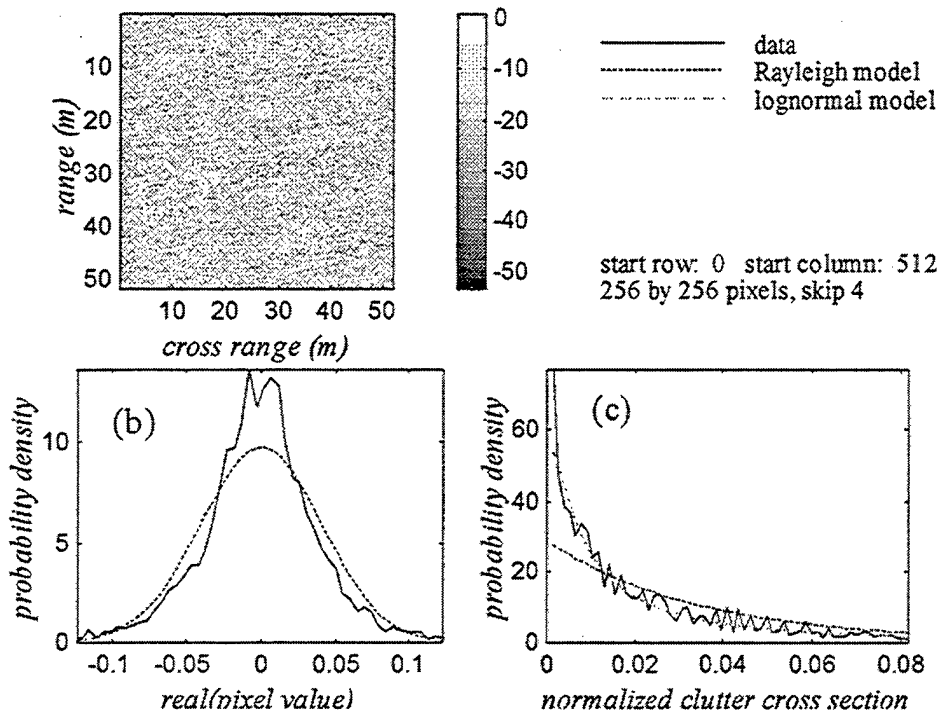 10
20
30
40
50
range (m)
10 20 30 40 50
cross range (m)
0
-10
-20
-30
-40
-50
data
Rayleigh model
lognormal model
start row: 0 start column: 512
256 by 256 pixels, skip 4
(b)
probability density
10
5
0
-0.1 -0.05 0 0.05 0.1
real(pixel value)
(c)
probability density
60
40
20
0
0 0.02 0.04 0.06 0.08
normalized clutter cross section